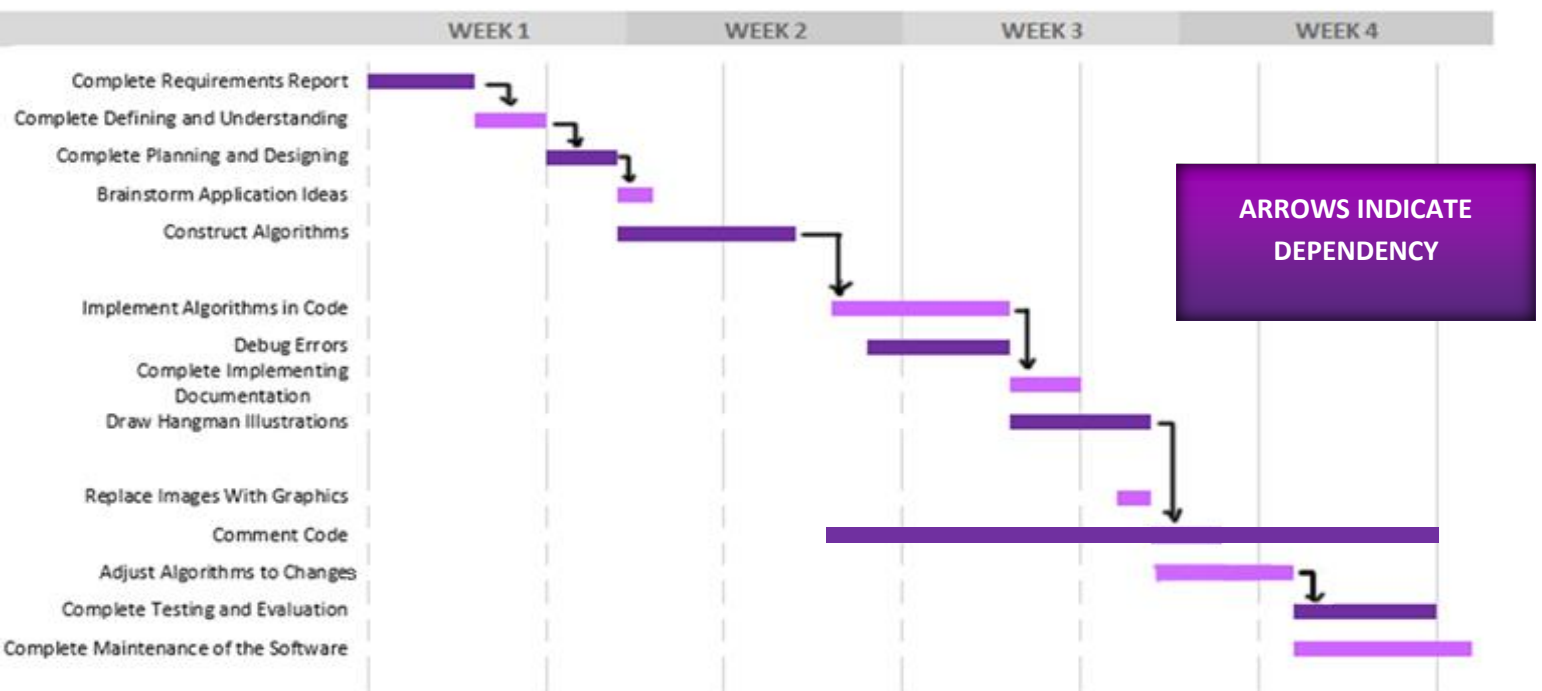 WEEK 1 WEEK 2 WEEK 3 WEEK 4
Complete Requirements Report
Complete Defining and Understanding
Complete Planning and Designing
Brainstorm Application Ideas
Construct Algorithms
ARROWS INDICATE
DEPENDENCY
Implement Algorithms in Code
Debug Errors
Complete Implementing
Documentation
Draw Hangman Illustrations
Replace Images With Graphics
Comment Code
Adjust Algorithms to Changes
Complete Testing and Evaluation
Complete Maintenance of the Software